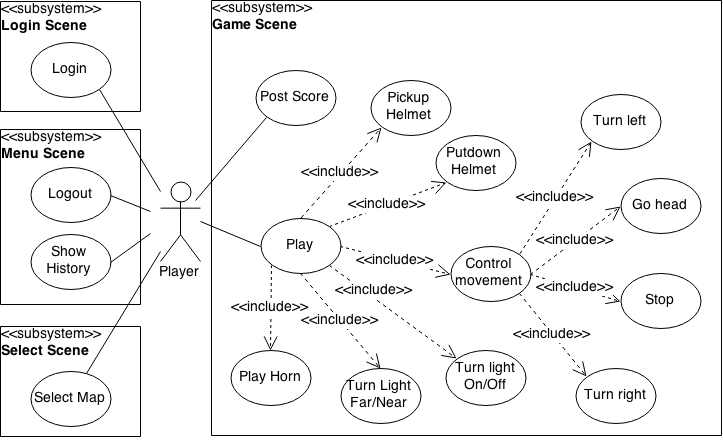 <<subsystem>>
Login Scene
Login
<<subsystem>>
Menu Scene
Logout
Show
History
<<subsystem>>
Select Scene
Select Map
Player
<<subsystem>>
Game Scene
Post Score
Pickup
Helmet
<<include>>
Putdown
Helmet
<<include>>
Play
<<include>>
Control
movement
<<include>>
Play Horn
<<include>>
Turn Light
Far/Near
<<include>>
Turn light
On/Off
Turn left
<<include>>
Go head
<<include>>
Stop
<<include>>
Turn right
<<include>>